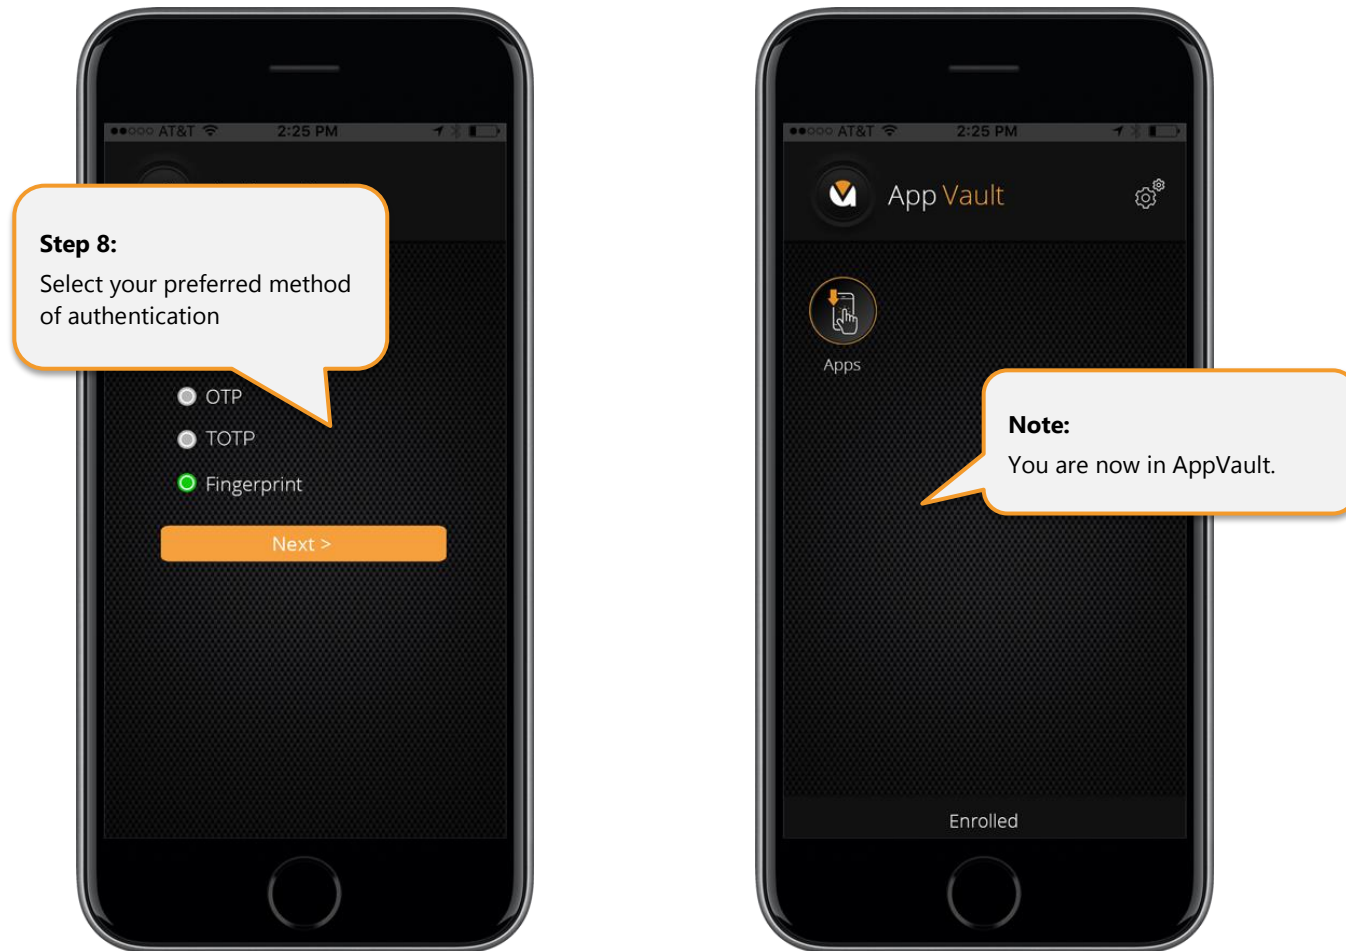 AT&T 2:25 PM
Step 8:
Select your preferred method
of authentication
OTP
TOTP
Fingerprint
Next >
AT&T 2:25 PM
App Vault
Apps
Note:
You are now in AppVault.
Enrolled